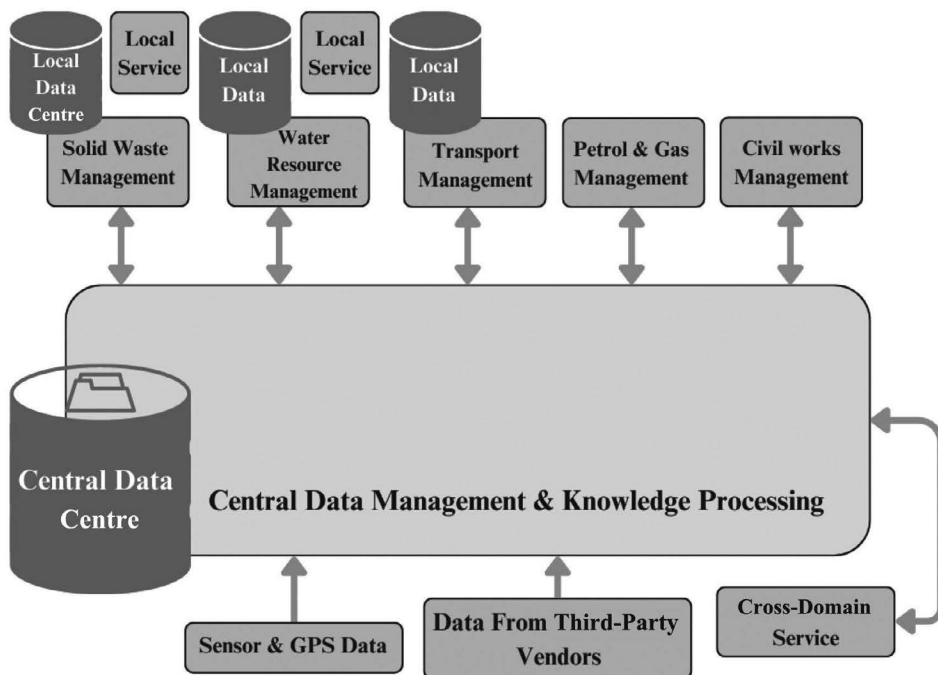 Local
Data
Centre
Local
Service
Local
Data
Local
Service
Local
Data
Solid Waste
Management
Water
Resource
Management
Transport
Management
Petrol & Gas
Management
Civil works
Management
Central Data
Centre
Central Data Management & Knowledge Processing
Sensor & GPS Data
Data From Third-Party
Vendors
Cross-Domain
Service